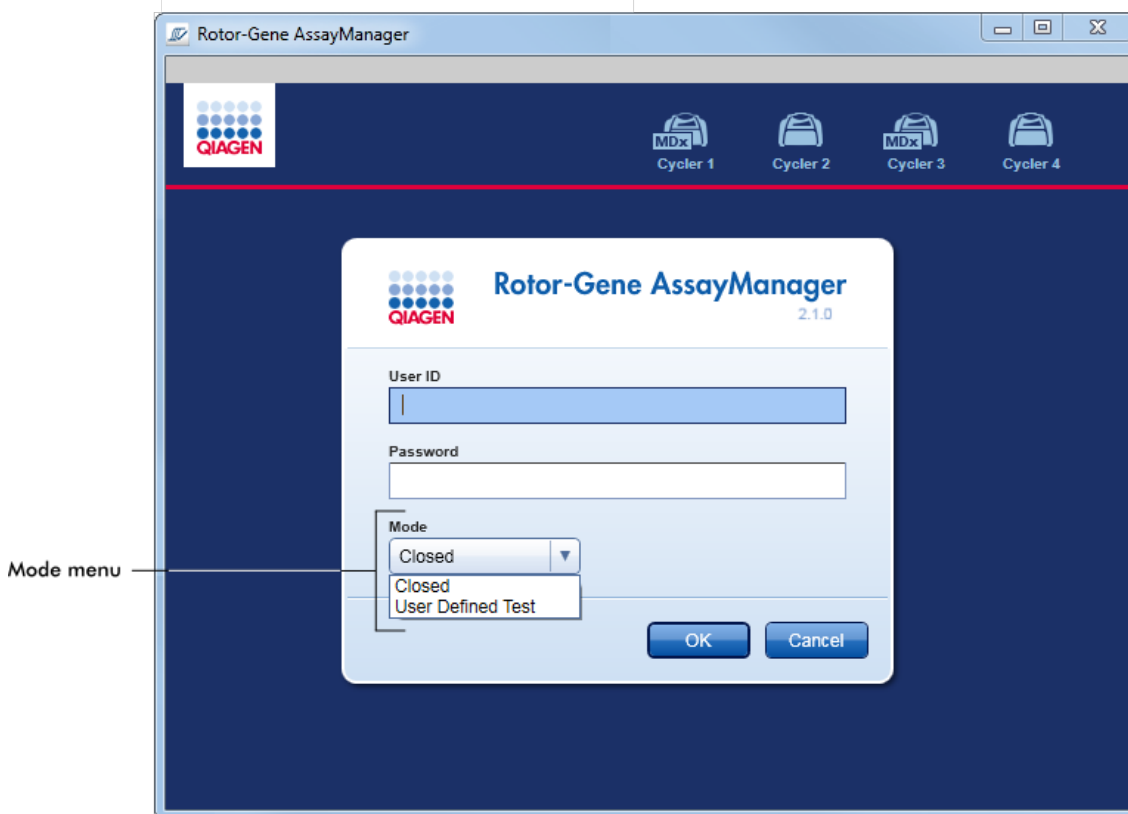 Rotor-Gene AssayManager
QIAGEN
MDx
MDx
Cycler 1
Cycler 2
Cycler 3
Cycler 4
QIAGEN
Rotor-Gene AssayManager
2.1.0
User ID
Password
Mode
Closed
Mode menu
Closed
User Defined Test
OK
Cancel